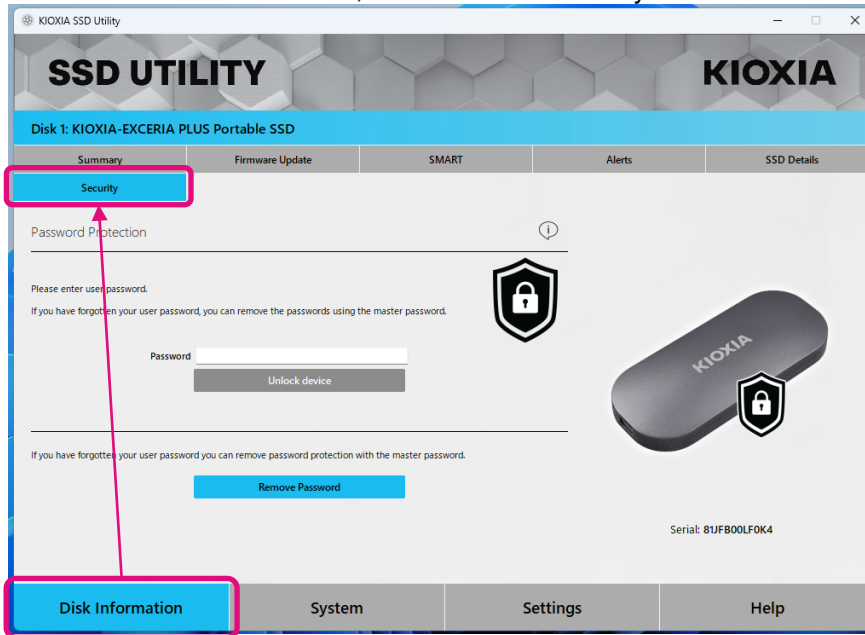 KIOXIA SSD Utility
SSD UTILITY
KIOXIA
Disk 1: KIOXIA-EXCERIA PLUS Portable SSD
Summary
Firmware Update
SMART
Alerts
SSD Details
Security
Password Protection
Please enter user password.
If you have forgotten your user password, you can remove the passwords using the master password.
KIOXIA
Password
Unlock device
If you have forgotten your user password you can remove password protection with the master password.
Remove Password
Serial: 81JFB00LF0K4
Disk Information
System
Settings
Help